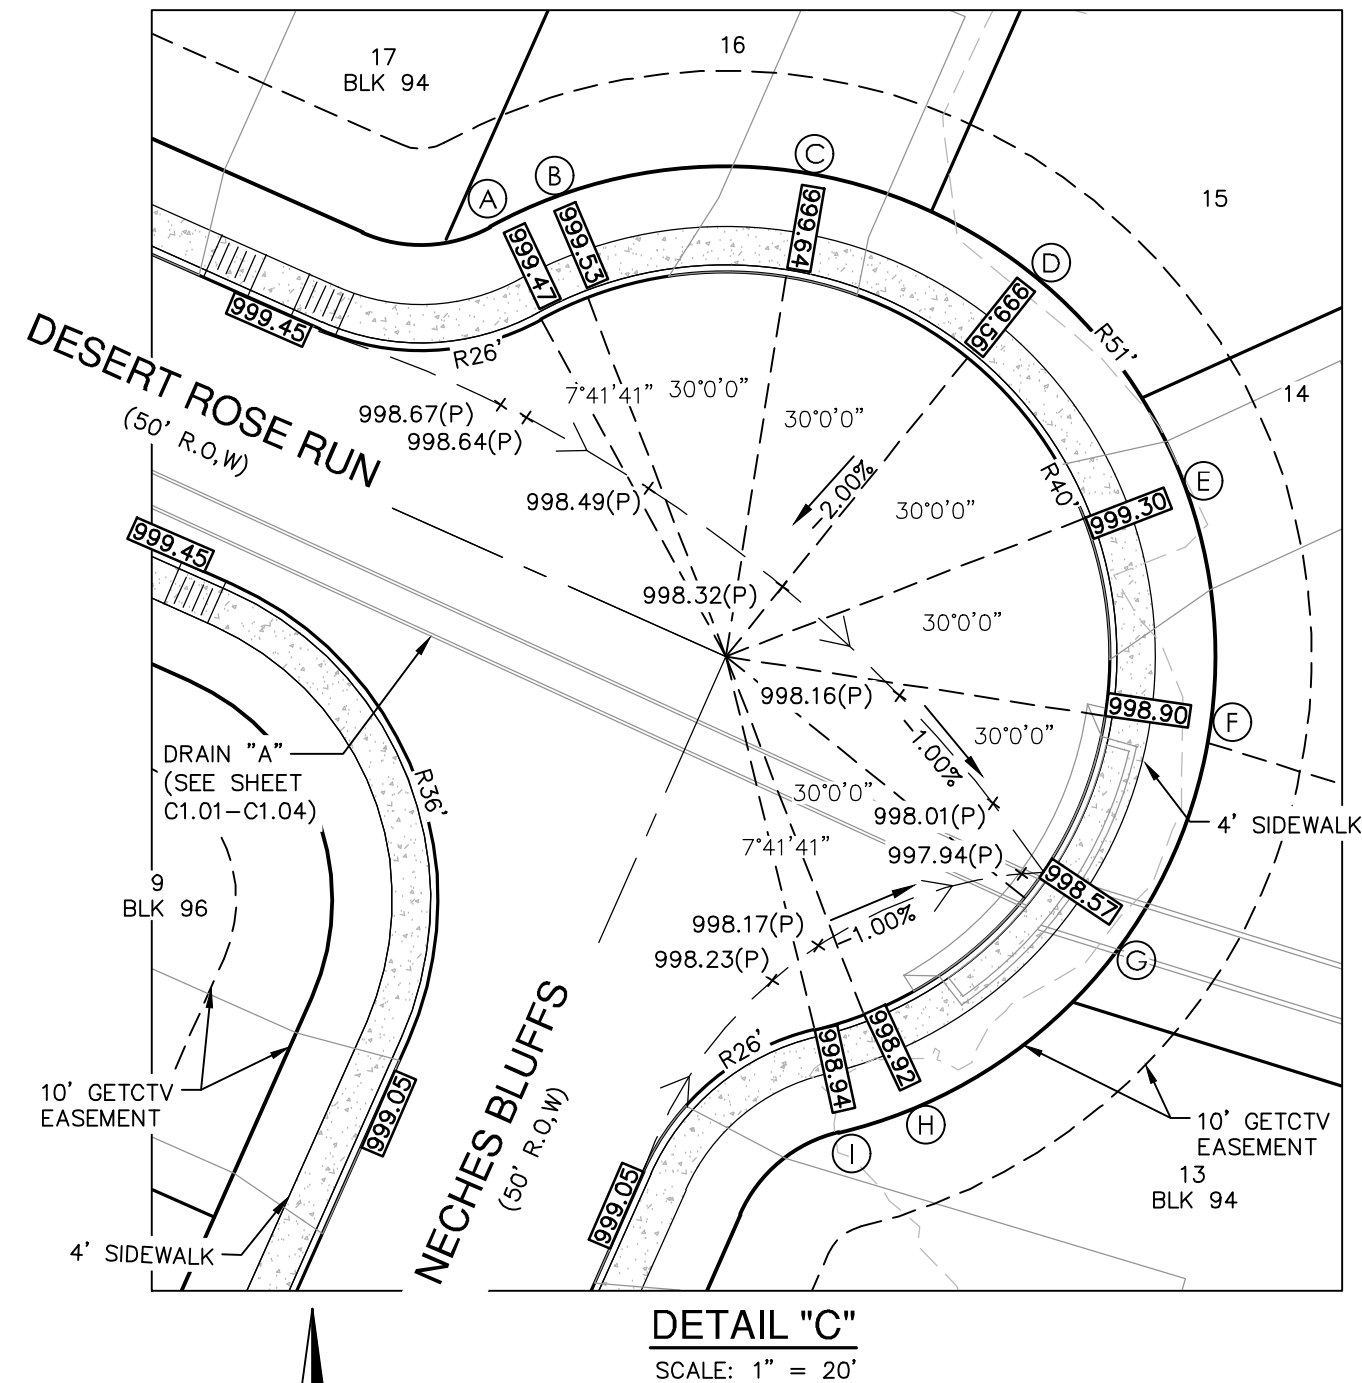 17
BLK 94
16
15
14
A
B
C
D
E
F
G
H
I
999.47
999.53
999.64
999.56
R51'
999.45
R26'
DESERT ROSE RUN
(50' R.O,W)
998.67(P)
998.64(P)
998.49(P)
998.32(P)
998.16(P)
7°41'41"
30°0'0"
30°0'0"
30°0'0"
30°0'0"
30°0'0"
30°0'0"
7°41'41"
-2.00%
R40'
999.30
998.90
999.45
DRAIN "A"
(SEE SHEET
C1.01-C1.04)
R36'
-1.00%
998.01(P)
997.94(P)
4' SIDEWALK
998.57
998.17(P)
998.23(P)
-1.00%
9
BLK 96
R26'
998.94
998.92
NECHES BLUFFS
(50' R.O,W)
999.05
999.05
10' GETCTV
EASEMENT
4' SIDEWALK
10' GETCTV
EASEMENT
13
BLK 94
DETAIL "C"
SCALE: 1" = 20'